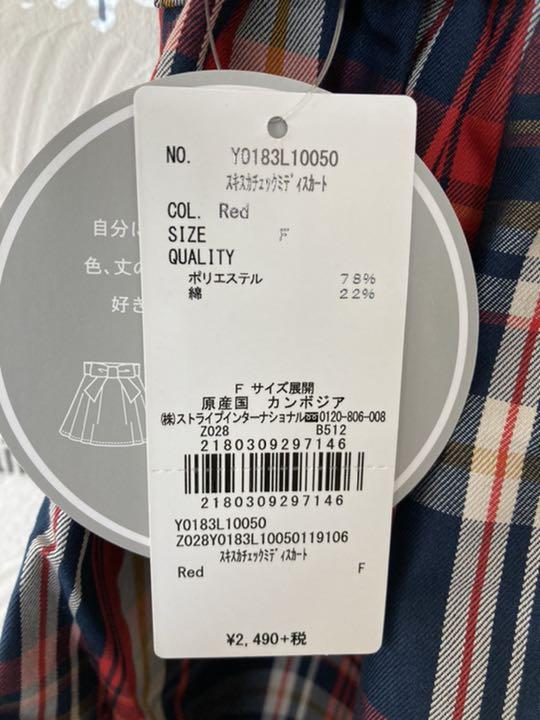 自分に
色、丈の
好き
NO. Y0183L10050
スキスカチェックミディスカート
COL. Red
SIZE F
QUALITY
ポリエステル 78%
綿 22%
F サイズ展開
原産国 カンボジア
(株)ストライプインターナショナル 0120-806-008
Z028 B512
2180309297146
2180309297146
Y0183L10050
Z028Y0183L10050119106
スキスカチェックミディスカート
Red F
¥2,490+税